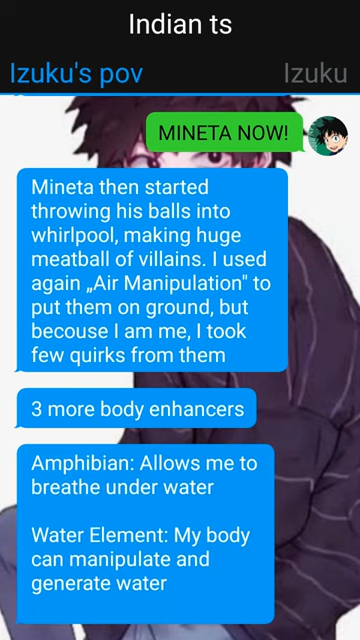 Indian ts
Izuku's pov
Izuku
MINETA NOW!
Mineta then started
throwing his balls into
whirlpool, making huge
meatball of villains. I used
again „Air Manipulation" to
put them on ground, but
becouse I am me, I took
few quirks from them
3 more body enhancers
Amphibian: Allows me to
breathe under water
Water Element: My body
can manipulate and
generate water